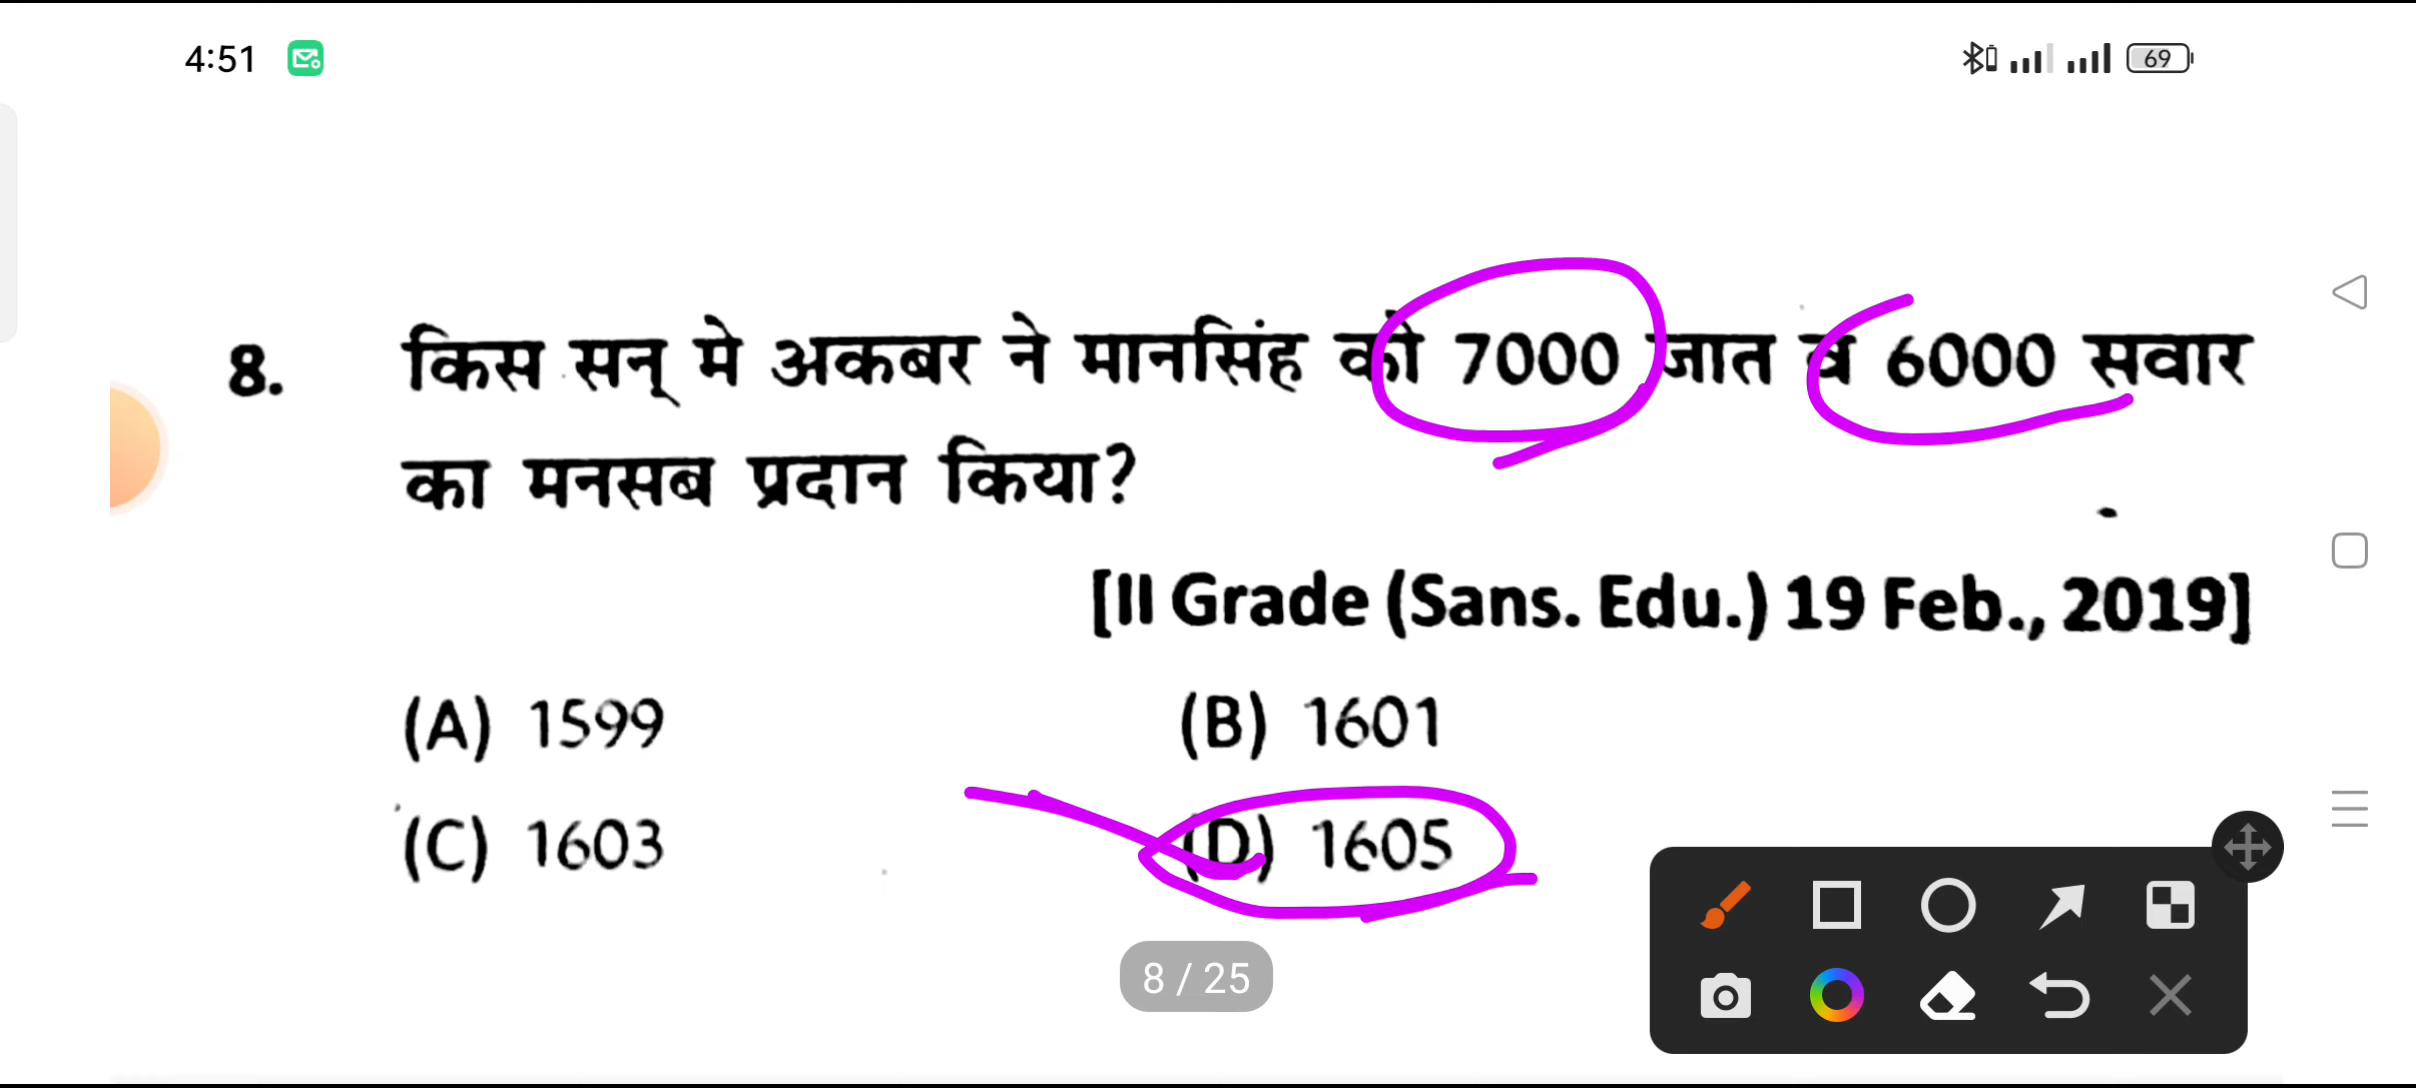 4:51
69
8. किस सन् मे अकबर ने मानसिंह को 7000 जात व 6000 सवार
का मनसब प्रदान किया?
[II Grade (Sans. Edu.) 19 Feb., 2019]
(A) 1599 (B) 1601
(C) 1603 (D) 1605
8 / 25